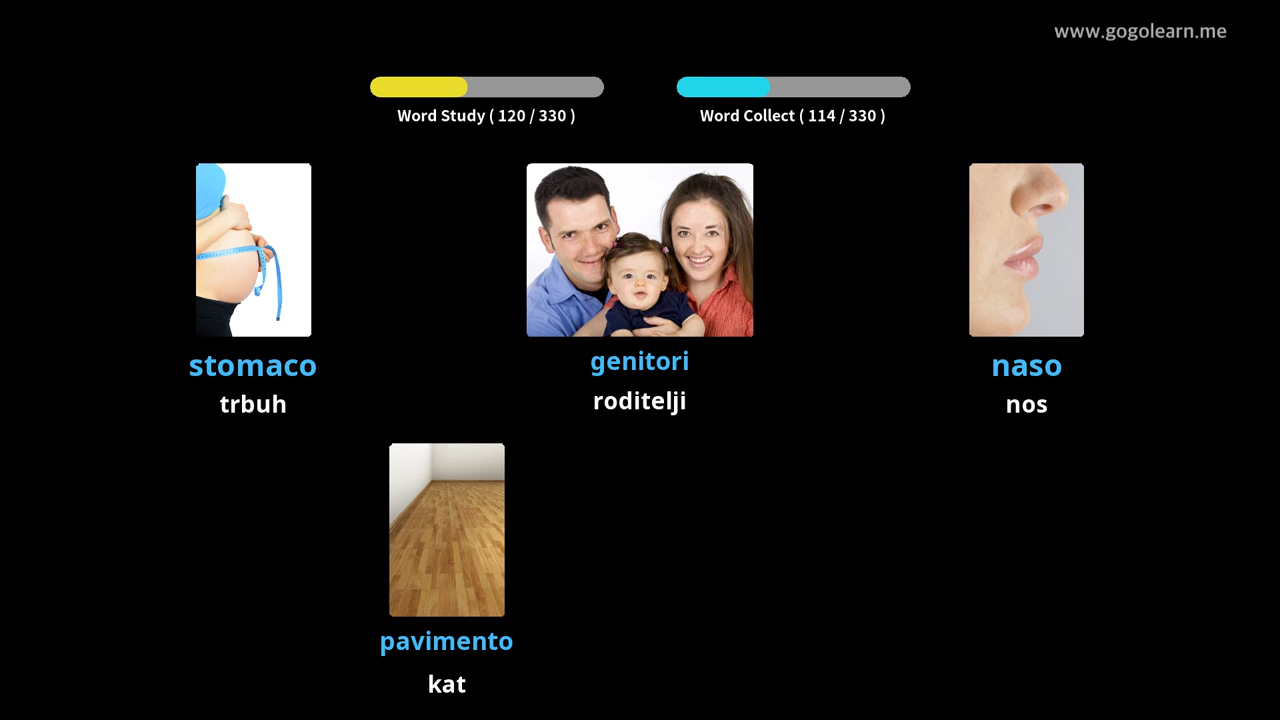 www.gogolearn.me
Word Study ( 120 / 330 )
Word Collect ( 114 / 330 )
stomaco
trbuh
genitori
roditelji
naso
nos
pavimento
kat